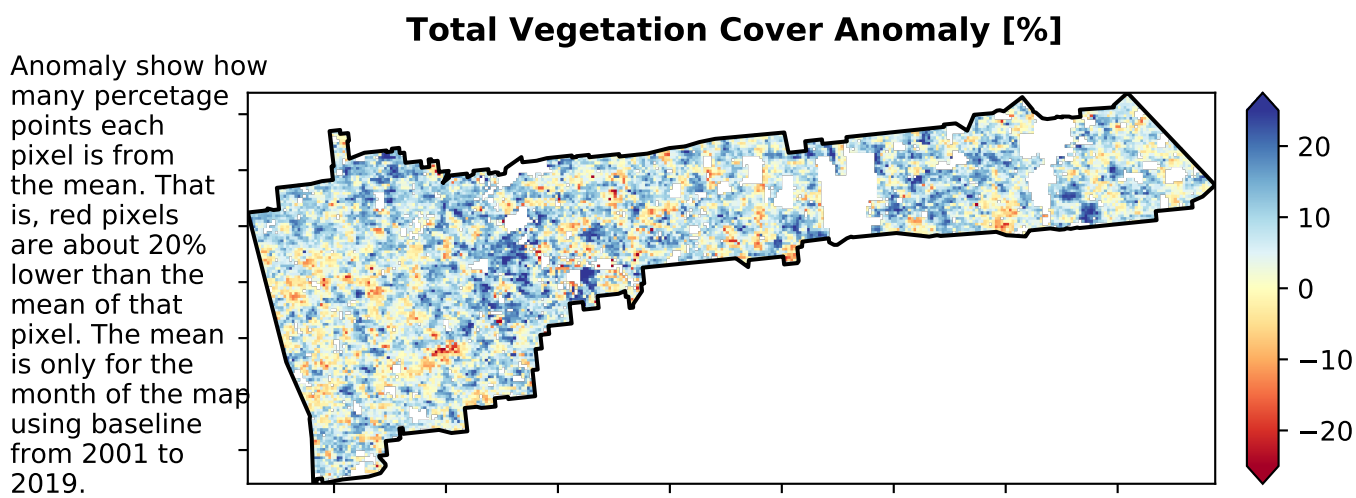 Total Vegetation Cover Anomaly [%]
Anomaly show how
many percetage
points each
pixel is from
the mean. That
is, red pixels
are about 20%
lower than the
mean of that
pixel. The mean
is only for the
month of the map
using baseline
from 2001 to
2019.
20
10
0
−10
−20